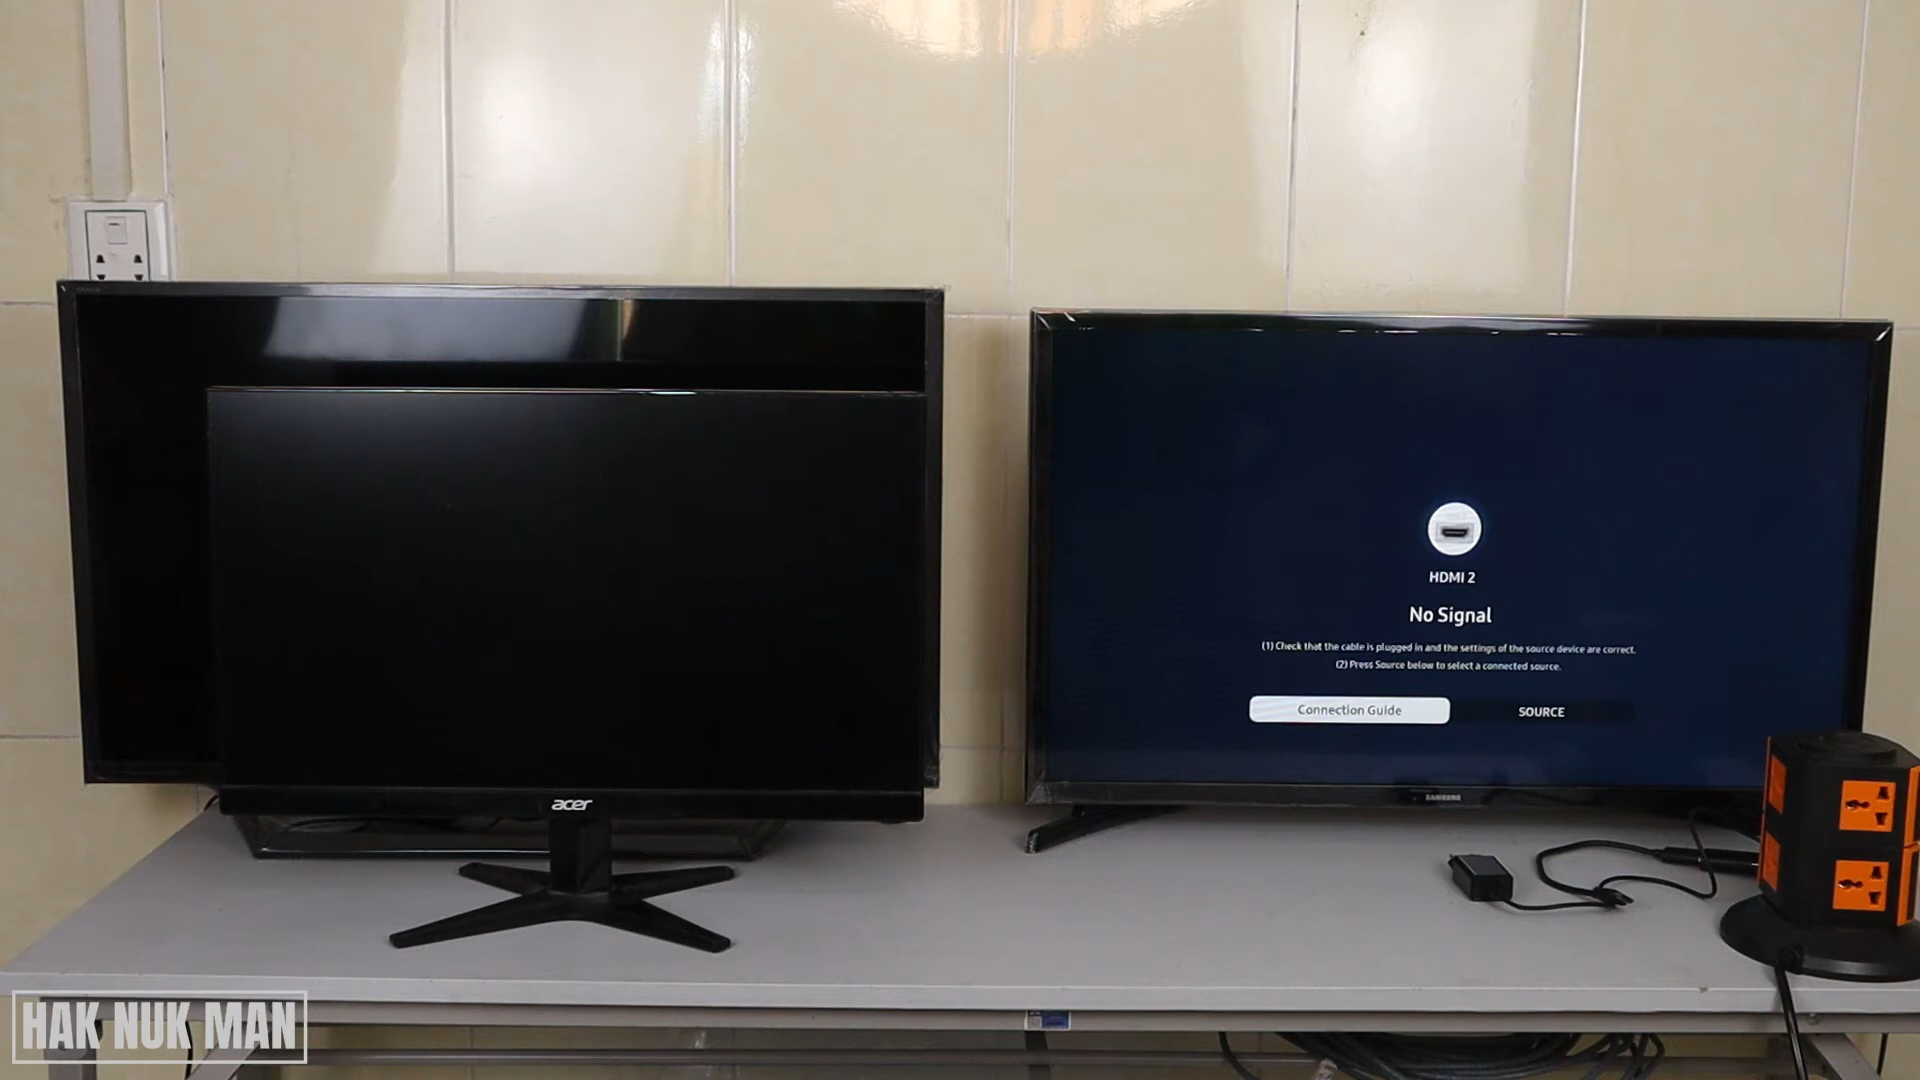 acer
HDMI 2
No Signal
(1) Check that the cable is plugged in and the settings of the source device are correct.
(2) Press Source below to select a connected source.
Connection Guide
SOURCE
SAMSUNG
HAK NUK MAN